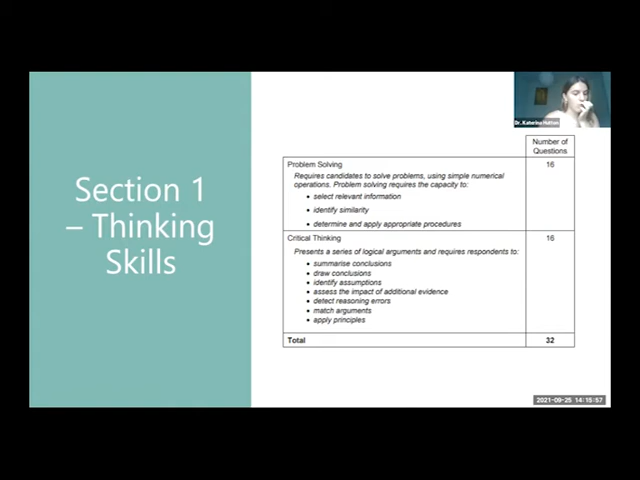 Section 1
– Thinking
Skills
Dr. Katerina
Number of
Questions
Problem Solving
16
Requires candidates to solve problems, using simple numerical
operations. Problem solving requires the capacity to:
• select relevant information
• identify similarity
• determine and apply appropriate procedures
Critical Thinking
16
Presents a series of logical arguments and requires respondents to:
• summarise conclusions
• draw conclusions
• identify assumptions
• assess the impact of additional evidence
• detect reasoning errors
• match arguments
• apply principles
Total
32
2021-09-25 14:15:57